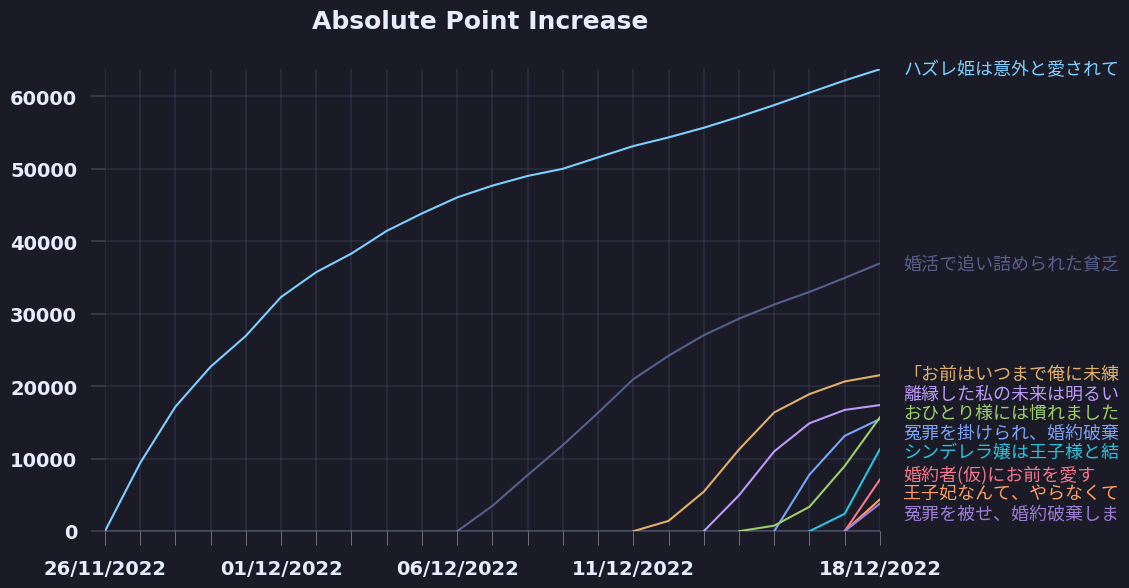 Absolute Point Increase
ハズレ姫は意外と愛されて
60000
50000
40000
婚活で追い詰められた貧乏
30000
20000
「お前はいつまで俺に未練
離縁した私の未来は明るい
おひとり様には慣れました
冤罪を掛けられ、婚約破棄
10000
シンデレラ嬢は王子様と結
婚約者(仮)にお前を愛す
王子妃なんて、やらなくて
冤罪を被せ、婚約破棄しま
0
26/11/2022 01/12/2022 06/12/2022 11/12/2022 18/12/2022